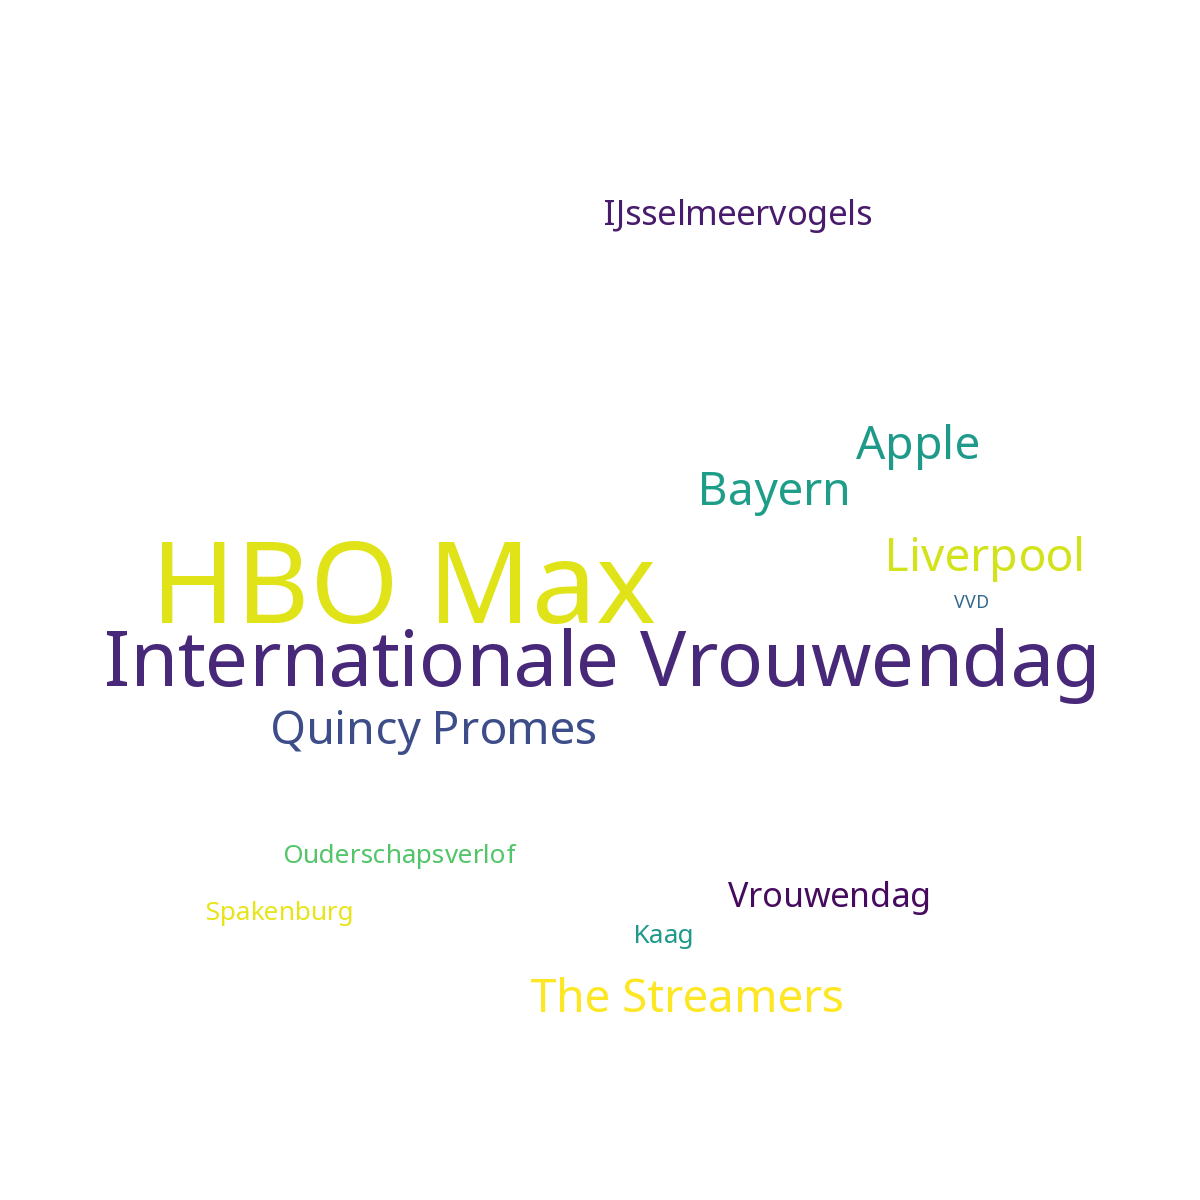 IJsselmeervogels
Apple
Bayern
HBO Max
Liverpool
VVD
Internationale Vrouwendag
Quincy Promes
Ouderschapsverlof
Vrouwendag
Spakenburg
Kaag
The Streamers